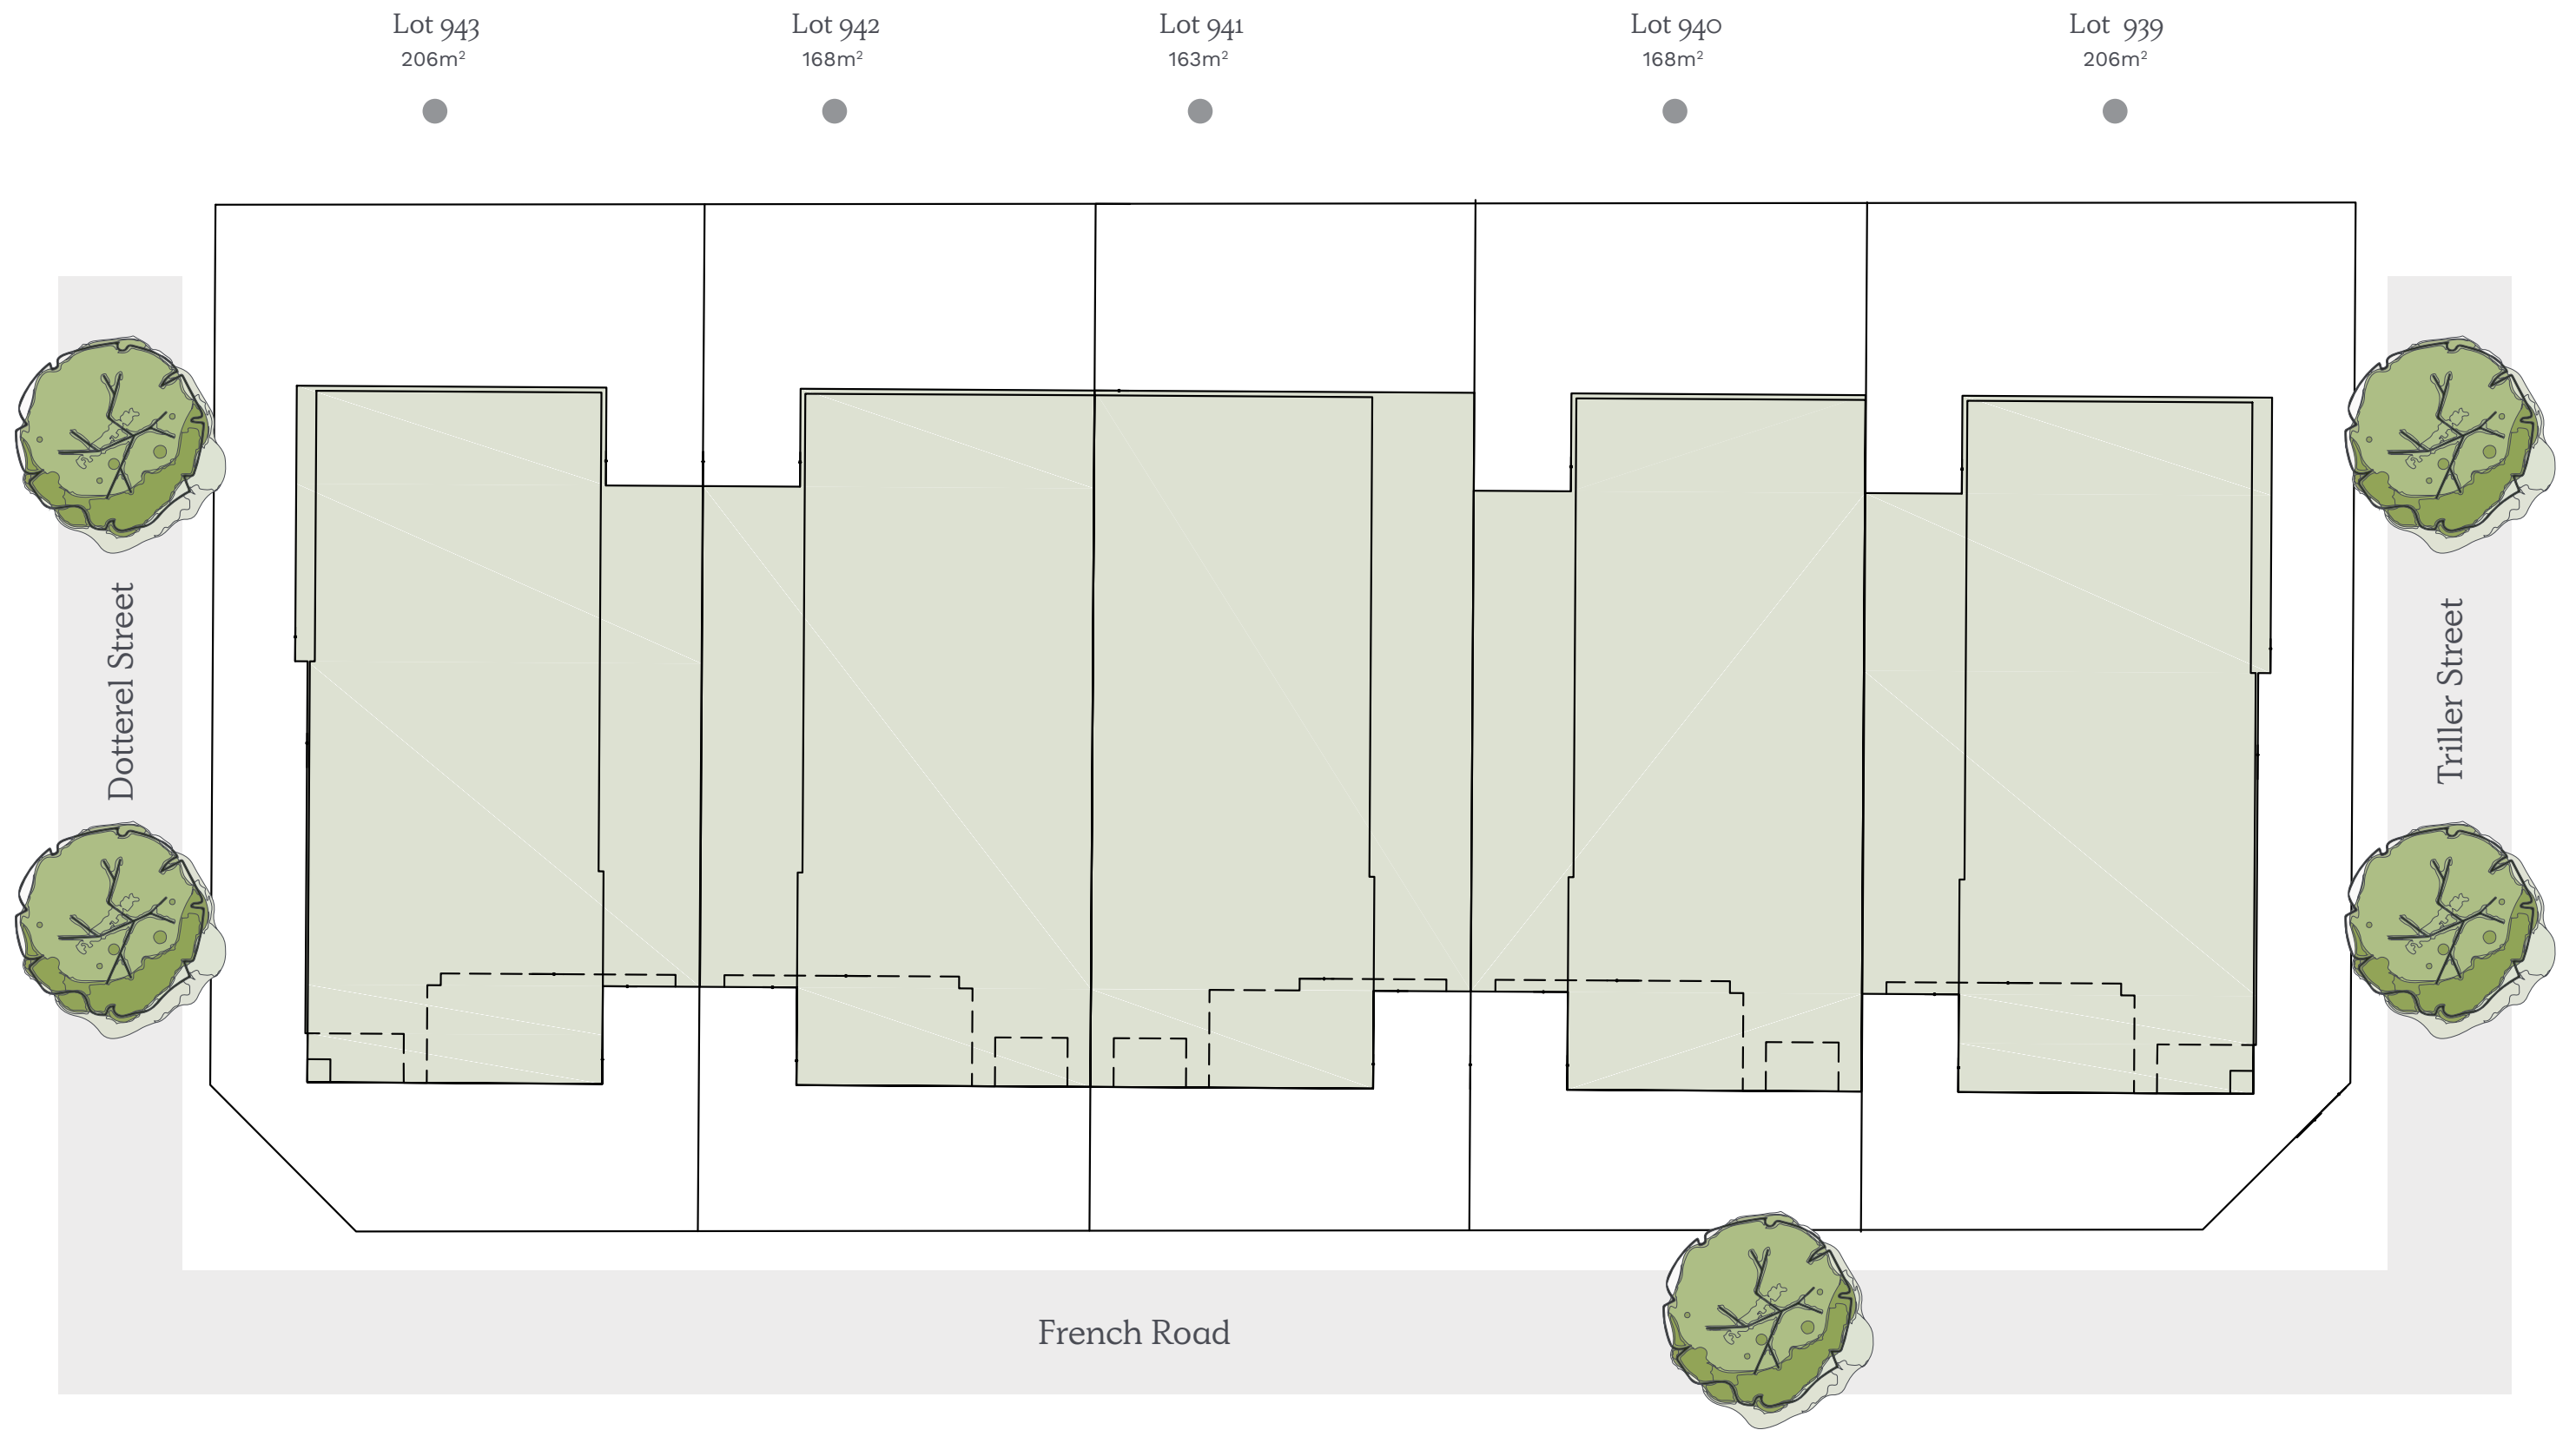 Lot 943
206m²
Lot 942
168m²
Lot 941
163m²
Lot 940
168m²
Lot 939
206m²
Dotterel Street
Triller Street
French Road